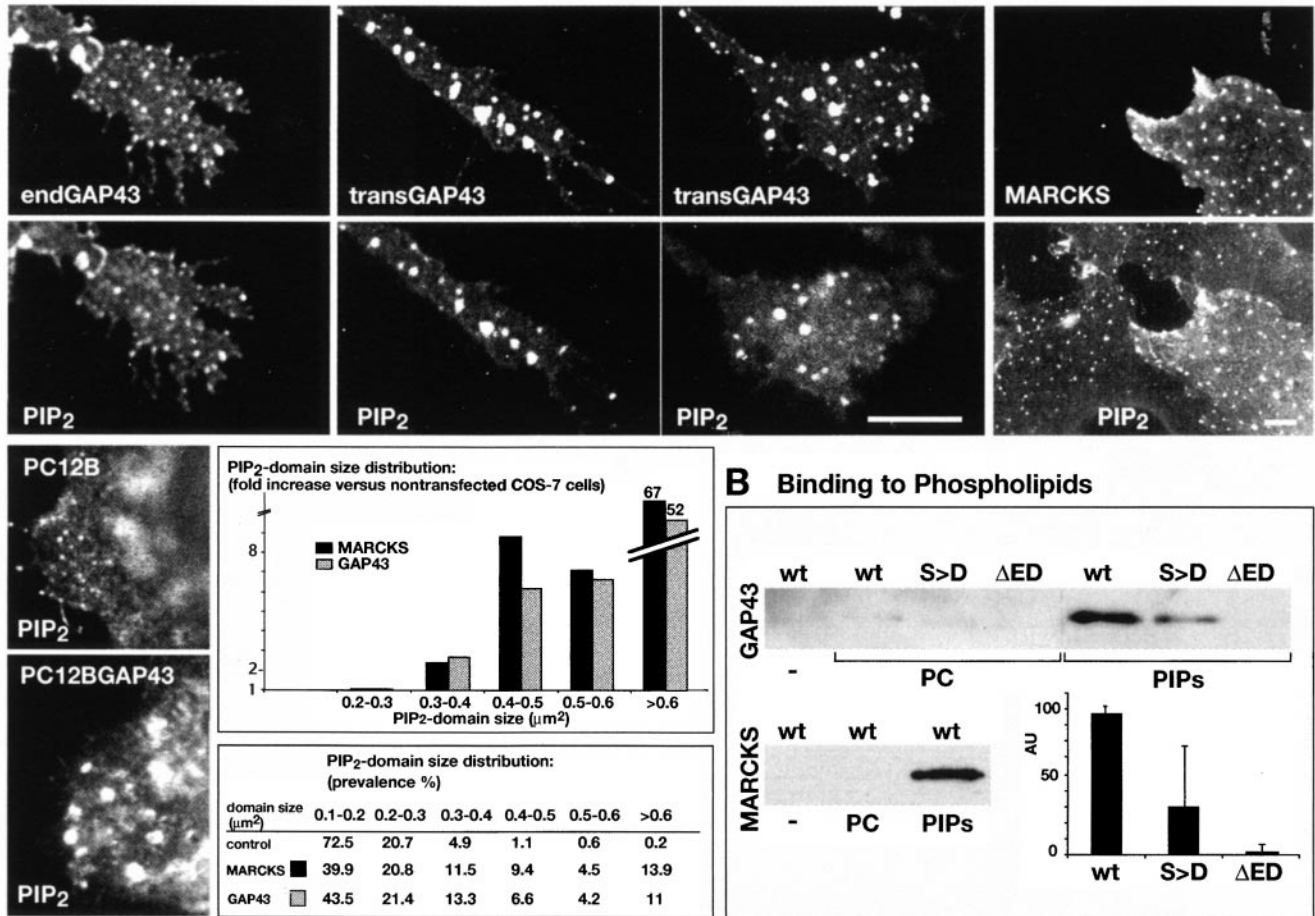 endGAP43
transGAP43
transGAP43
MARCKS
PIP₂
PIP₂
PIP₂
PIP₂
PC12B
PIP₂
PC12BGAP43
PIP₂
PIP₂-domain size distribution:
(fold increase versus nontransfected COS-7 cells)
67
52
MARCKS
GAP43
8
2
1
0.2-0.3 0.3-0.4 0.4-0.5 0.5-0.6 >0.6
PIP₂-domain size (μm²)
PIP₂-domain size distribution:
(prevalence %)
domain size (μm²) 0.1-0.2 0.2-0.3 0.3-0.4 0.4-0.5 0.5-0.6 >0.6
control 72.5 20.7 4.9 1.1 0.6 0.2
MARCKS 39.9 20.8 11.5 9.4 4.5 13.9
GAP43 43.5 21.4 13.3 6.6 4.2 11
B Binding to Phospholipids
wt wt S>D ΔED wt S>D ΔED
GAP43
- PC PIPs
wt wt wt
MARCKS
- PC PIPs
AU
100
50
0
wt S>D ΔED